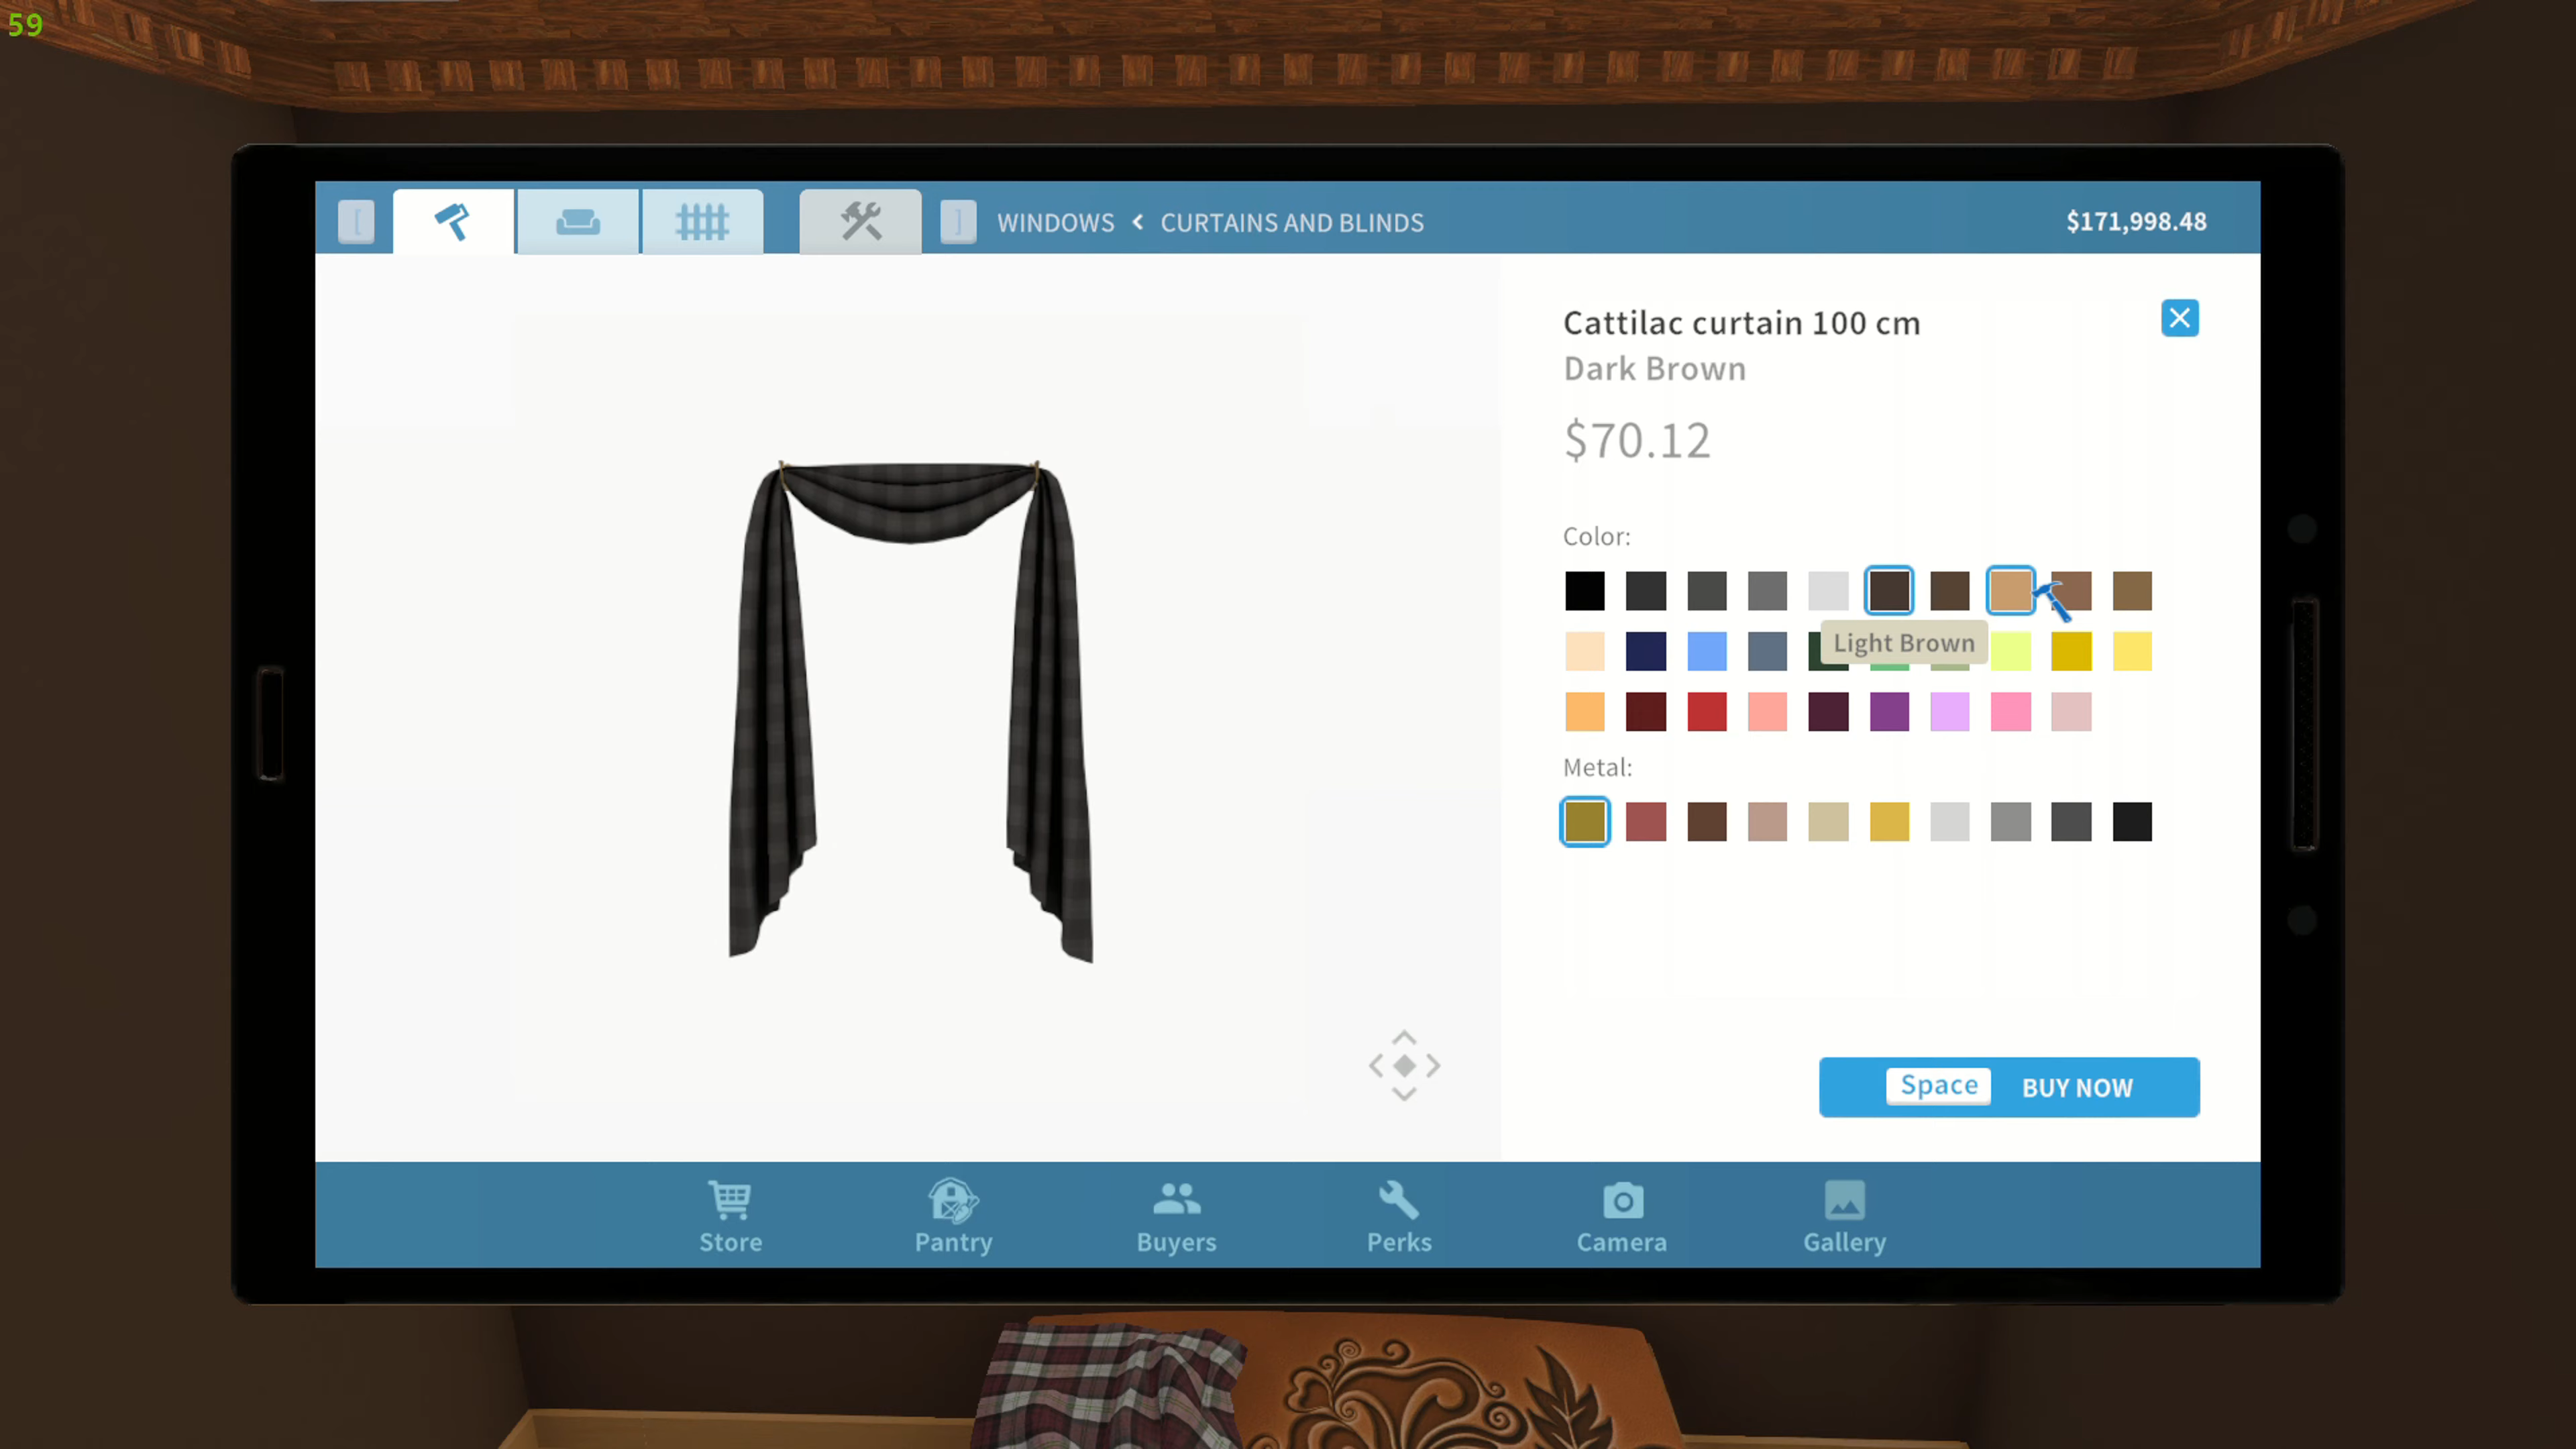 59
[
]
WINDOWS < CURTAINS AND BLINDS
$171,998.48
Cattilac curtain 100 cm
Dark Brown
$70.12
Color:
Light Brown
Metal:
Space BUY NOW
Store
Pantry
Buyers
Perks
Camera
Gallery